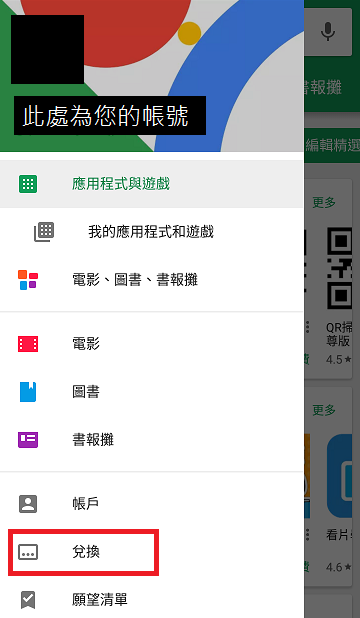 此處為您的帳號
書報攤
應用程式與遊戲
編輯精選
我的應用程式和遊戲
更多
電影、圖書、書報攤
QR掃
尊版
電影
4.5★
圖書
更多
書報攤
帳戶
看片
兌換
4.6★
願望清單